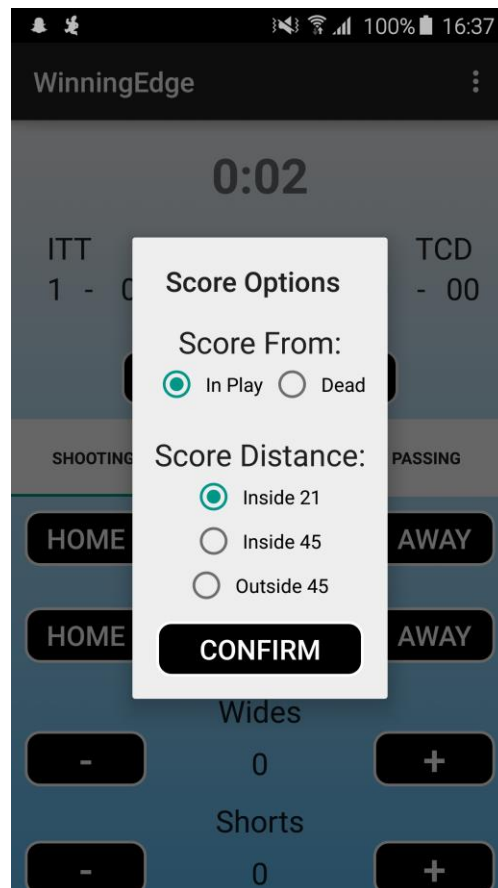 100% 16:37
WinningEdge
0:02
ITT TCD
1 - - 00
Score Options
Score From:
In Play Dead
SHOOTING PASSING
Score Distance:
Inside 21
HOME Inside 45 AWAY
Outside 45
HOME CONFIRM AWAY
Wides
- 0 +
Shorts
- 0 +